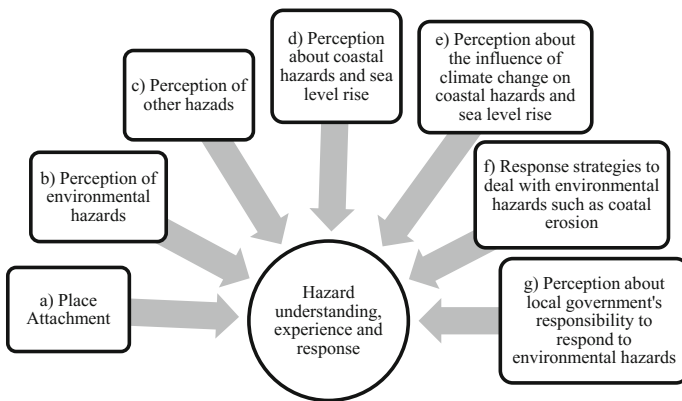 a) Place
Attachment
b) Perception of
environmental
hazards
c) Perception of
other hazads
d) Perception
about coastal
hazards and sea
level rise
e) Perception about
the influence of
climate change on
coastal hazards and
sea level rise
f) Response strategies to
deal with environmental
hazards such as coatal
erosion
g) Perception about
local government's
responsibility to
respond to
environmental hazards
Hazard
understanding,
experience and
response